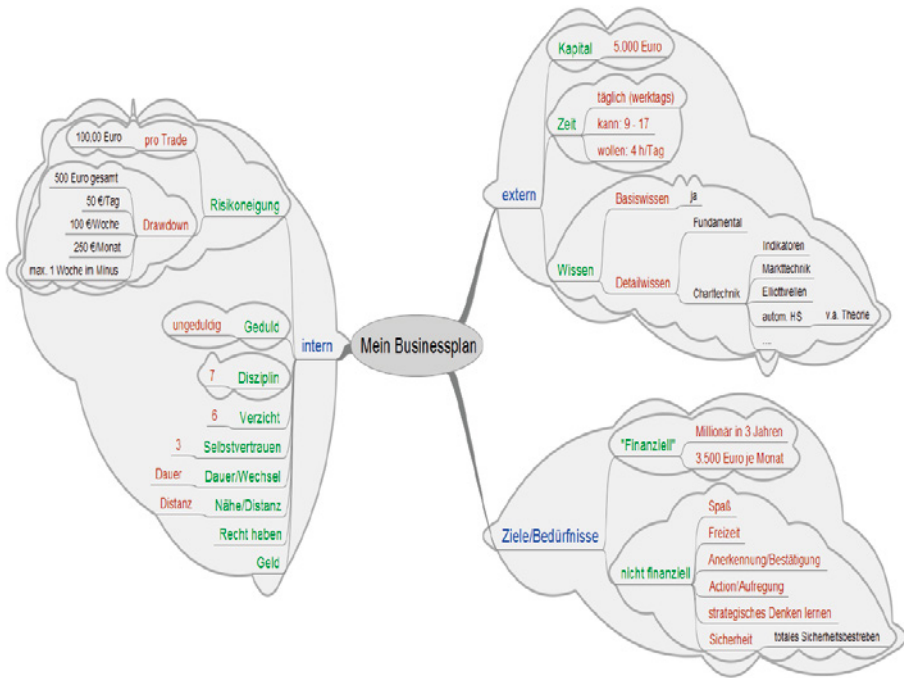 Mein Businessplan
extern
Kapital
5.000 Euro
Zeit
täglich (werktags)
kann: 9 - 17
wollen: 4 h/Tag
Wissen
Basiswissen
ja
Detailwissen
Fundamental
Charttechnik
Indikatoren
Markttechnik
Elliottwellen
autom. HS
v.a. Theorie
....
Ziele/Bedürfnisse
"Finanziell"
Millionär in 3 Jahren
3.500 Euro je Monat
nicht finanziell
Spaß
Freizeit
Anerkennung/Bestätigung
Action/Aufregung
strategisches Denken lernen
Sicherheit
totales Sicherheitsbestreben
intern
Risikoneigung
pro Trade
100,00 Euro
Drawdown
500 Euro gesamt
50 €/Tag
100 €/Woche
250 €/Monat
max. 1 Woche im Minus
Geduld
ungeduldig
Disziplin
7
Verzicht
6
Selbstvertrauen
3
Dauer/Wechsel
Dauer
Nähe/Distanz
Distanz
Recht haben
Geld